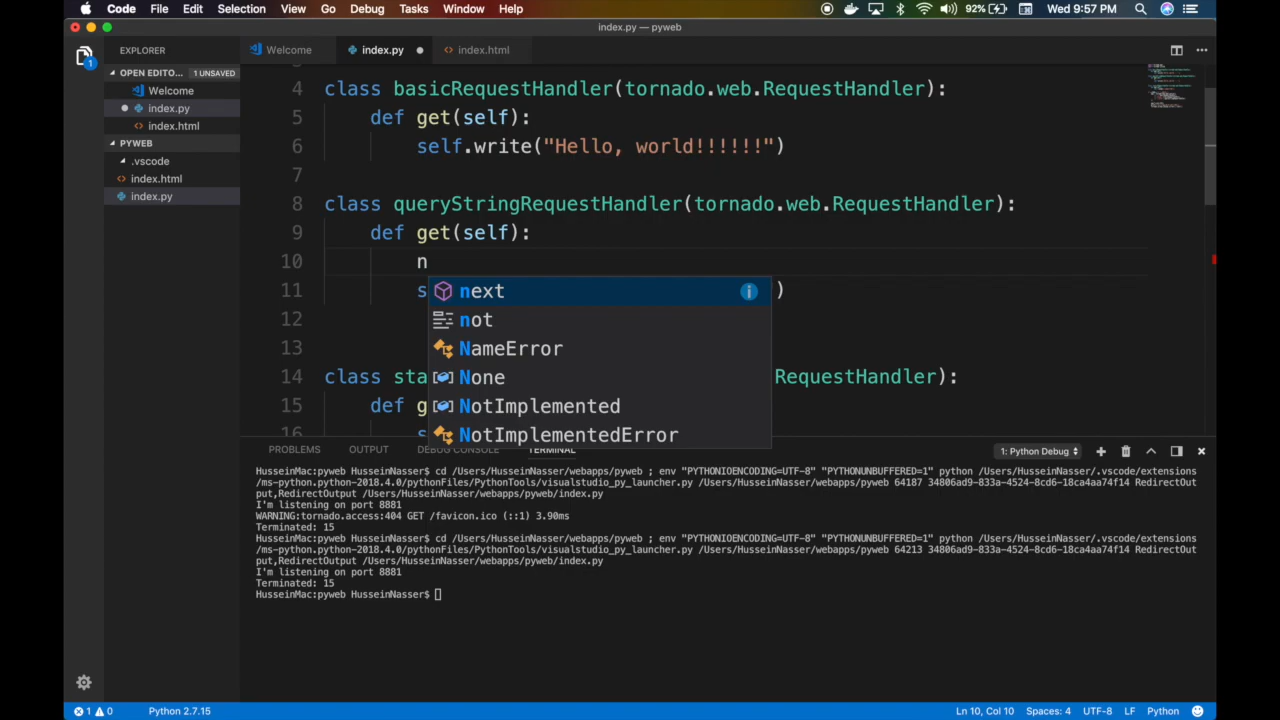 Code File Edit Selection View Go Debug Tasks Window Help 92% Wed 9:57 PM
index.py — pyweb
EXPLORER
Welcome index.py index.html
OPEN EDITO... 1 UNSAVED
Welcome
index.py
index.html
PYWEB
.vscode
index.html
index.py
1
4 class basicRequestHandler(tornado.web.RequestHandler):
5 def get(self):
6 self.write("Hello, world!!!!!!")
7
8 class queryStringRequestHandler(tornado.web.RequestHandler):
9 def get(self):
10 n
11 s )
12
13
14 class sta RequestHandler):
15 def g
16
next
not
NameError
None
NotImplemented
NotImplementedError
PROBLEMS OUTPUT DEBUG CONSOLE TERMINAL 1: Python Debug
HusseinMac:pyweb HusseinNasser$ cd /Users/HusseinNasser/webapps/pyweb ; env "PYTHONIOENCODING=UTF-8" "PYTHONUNBUFFERED=1" python /Users/HusseinNasser/.vscode/extensions
/ms-python.python-2018.4.0/pythonFiles/PythonTools/visualstudio_py_launcher.py /Users/HusseinNasser/webapps/pyweb 64187 34806ad9-833a-4524-8cd6-18ca4aa74f14 RedirectOut
put,RedirectOutput /Users/HusseinNasser/webapps/pyweb/index.py
I'm listening on port 8881
WARNING:tornado.access:404 GET /favicon.ico (::1) 3.90ms
Terminated: 15
HusseinMac:pyweb HusseinNasser$ cd /Users/HusseinNasser/webapps/pyweb ; env "PYTHONIOENCODING=UTF-8" "PYTHONUNBUFFERED=1" python /Users/HusseinNasser/.vscode/extensions
/ms-python.python-2018.4.0/pythonFiles/PythonTools/visualstudio_py_launcher.py /Users/HusseinNasser/webapps/pyweb 64213 34806ad9-833a-4524-8cd6-18ca4aa74f14 RedirectOut
put,RedirectOutput /Users/HusseinNasser/webapps/pyweb/index.py
I'm listening on port 8881
Terminated: 15
HusseinMac:pyweb HusseinNasser$
1 0 Python 2.7.15 Ln 10, Col 10 Spaces: 4 UTF-8 LF Python